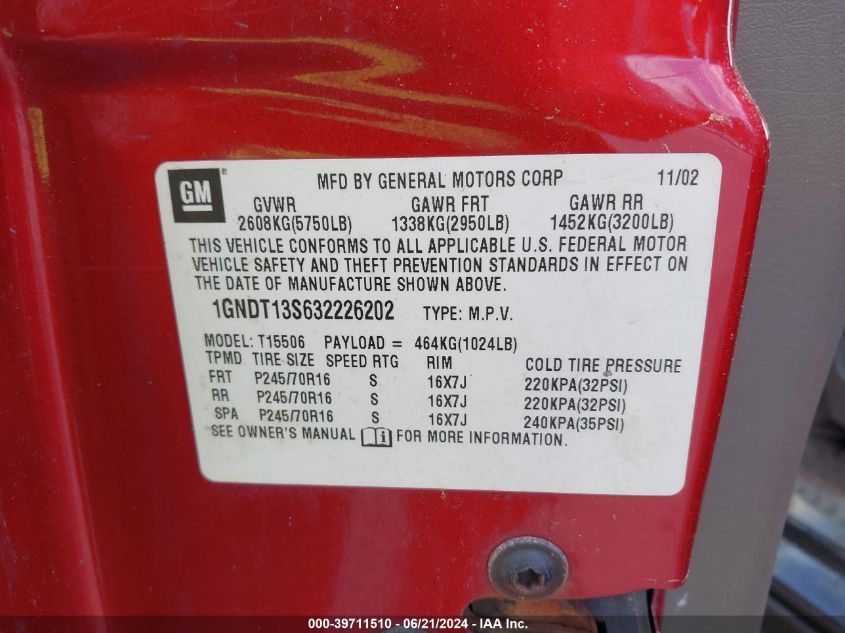 GM®
MFD BY GENERAL MOTORS CORP 11/02
GVWR GAWR FRT GAWR RR
2608KG(5750LB) 1338KG(2950LB) 1452KG(3200LB)
THIS VEHICLE CONFORMS TO ALL APPLICABLE U.S. FEDERAL MOTOR
VEHICLE SAFETY AND THEFT PREVENTION STANDARDS IN EFFECT ON
THE DATE OF MANUFACTURE SHOWN ABOVE.
1GNDT13S632226202 TYPE: M.P.V.
MODEL: T15506 PAYLOAD = 464KG(1024LB)
TPMD TIRE SIZE SPEED RTG RIM COLD TIRE PRESSURE
FRT P245/70R16 S 16X7J 220KPA(32PSI)
RR P245/70R16 S 16X7J 220KPA(32PSI)
SPA P245/70R16 S 16X7J 240KPA(35PSI)
SEE OWNER'S MANUAL i FOR MORE INFORMATION.
000-39711510 - 06/21/2024 - IAA Inc.